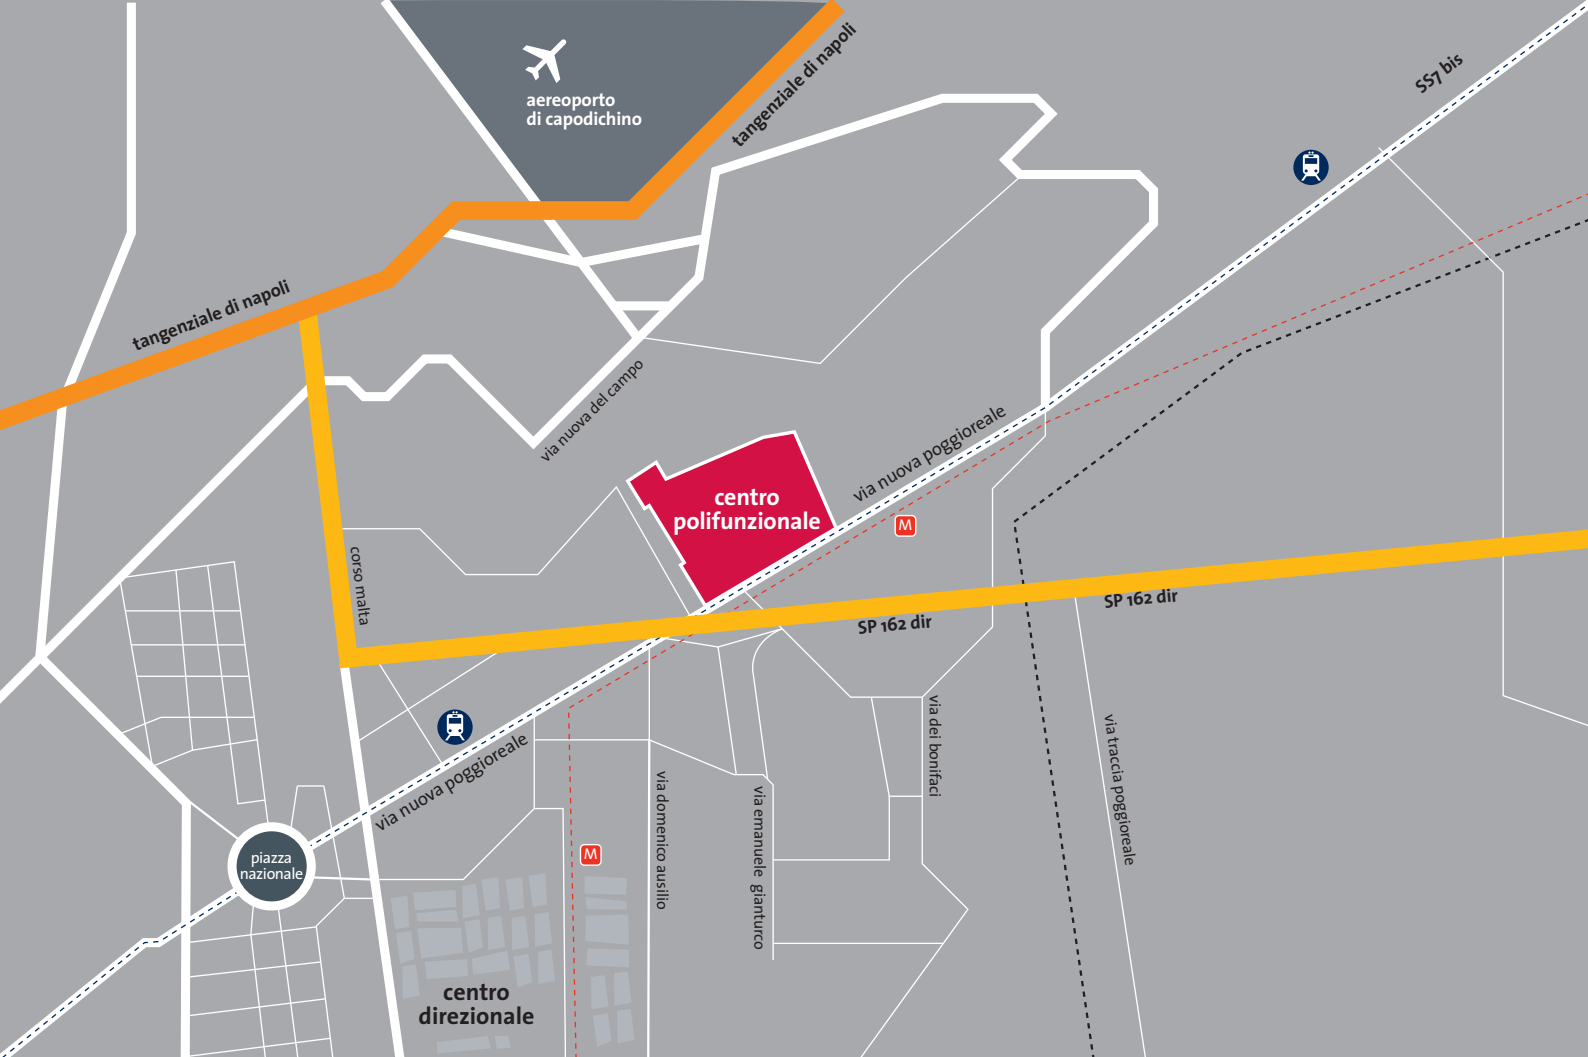 aereoporto
di capodichino
tangenziale di napoli
SS7 bis
tangenziale di napoli
via nuova del campo
via nuova poggioreale
centro
polifunzionale
M
corso malta
SP 162 dir
SP 162 dir
via nuova poggioreale
via dei bonifaci
via traccia poggioreale
via domenico ausilio
via emanuele gianturco
piazza
nazionale
M
centro
direzionale